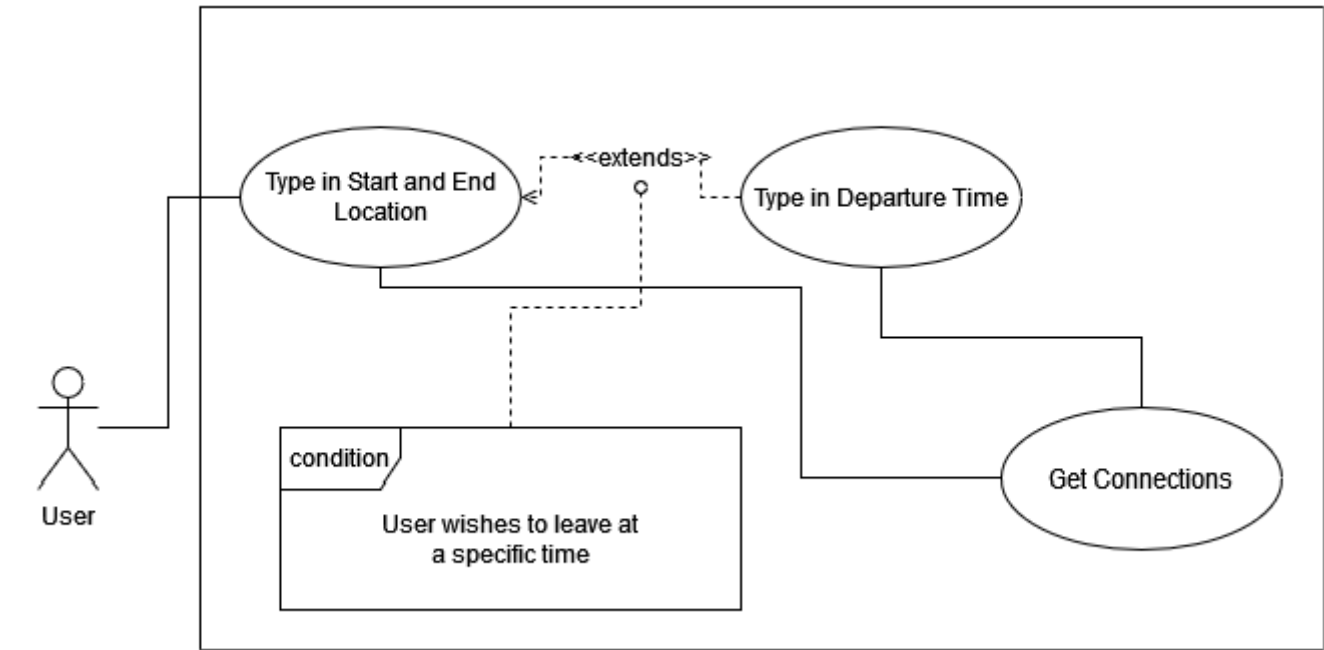 Type in Start and End
Location
<<extends>>
Type in Departure Time
condition
User wishes to leave at
a specific time
Get Connections
User